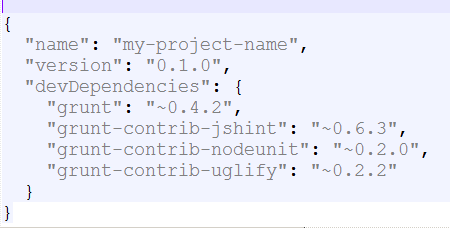 {
  "name": "my-project-name",
  "version": "0.1.0",
  "devDependencies": {
    "grunt": "~0.4.2",
    "grunt-contrib-jshint": "~0.6.3",
    "grunt-contrib-nodeunit": "~0.2.0",
    "grunt-contrib-uglify": "~0.2.2"
  }
}